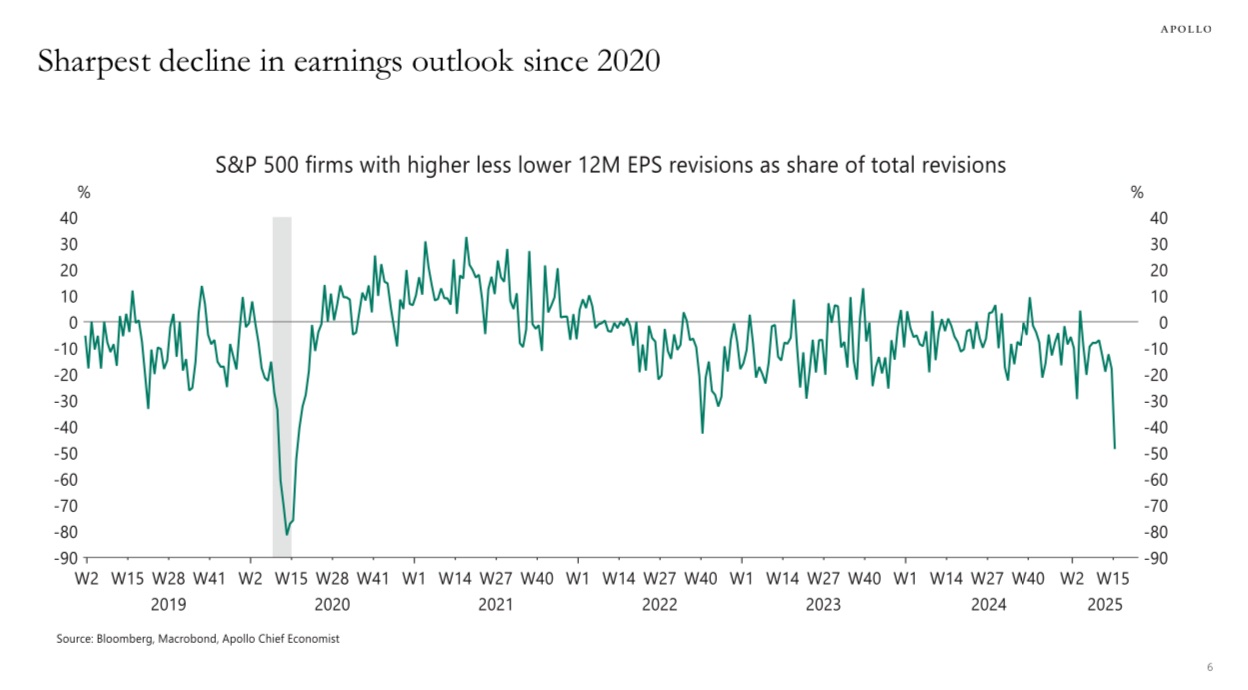 APOLLO
Sharpest decline in earnings outlook since 2020
S&P 500 firms with higher less lower 12M EPS revisions as share of total revisions
% %
40 40
30 30
20 20
10 10
0 0
-10 -10
-20 -20
-30 -30
-40 -40
-50 -50
-60 -60
-70 -70
-80 -80
-90 -90
W2 W15 W28 W41 W2 W15 W28 W41 W1 W14 W27 W40 W1 W14 W27 W40 W1 W14 W27 W40 W1 W14 W27 W40 W2 W15
2019 2020 2021 2022 2023 2024 2025
Source: Bloomberg, Macrobond, Apollo Chief Economist
6